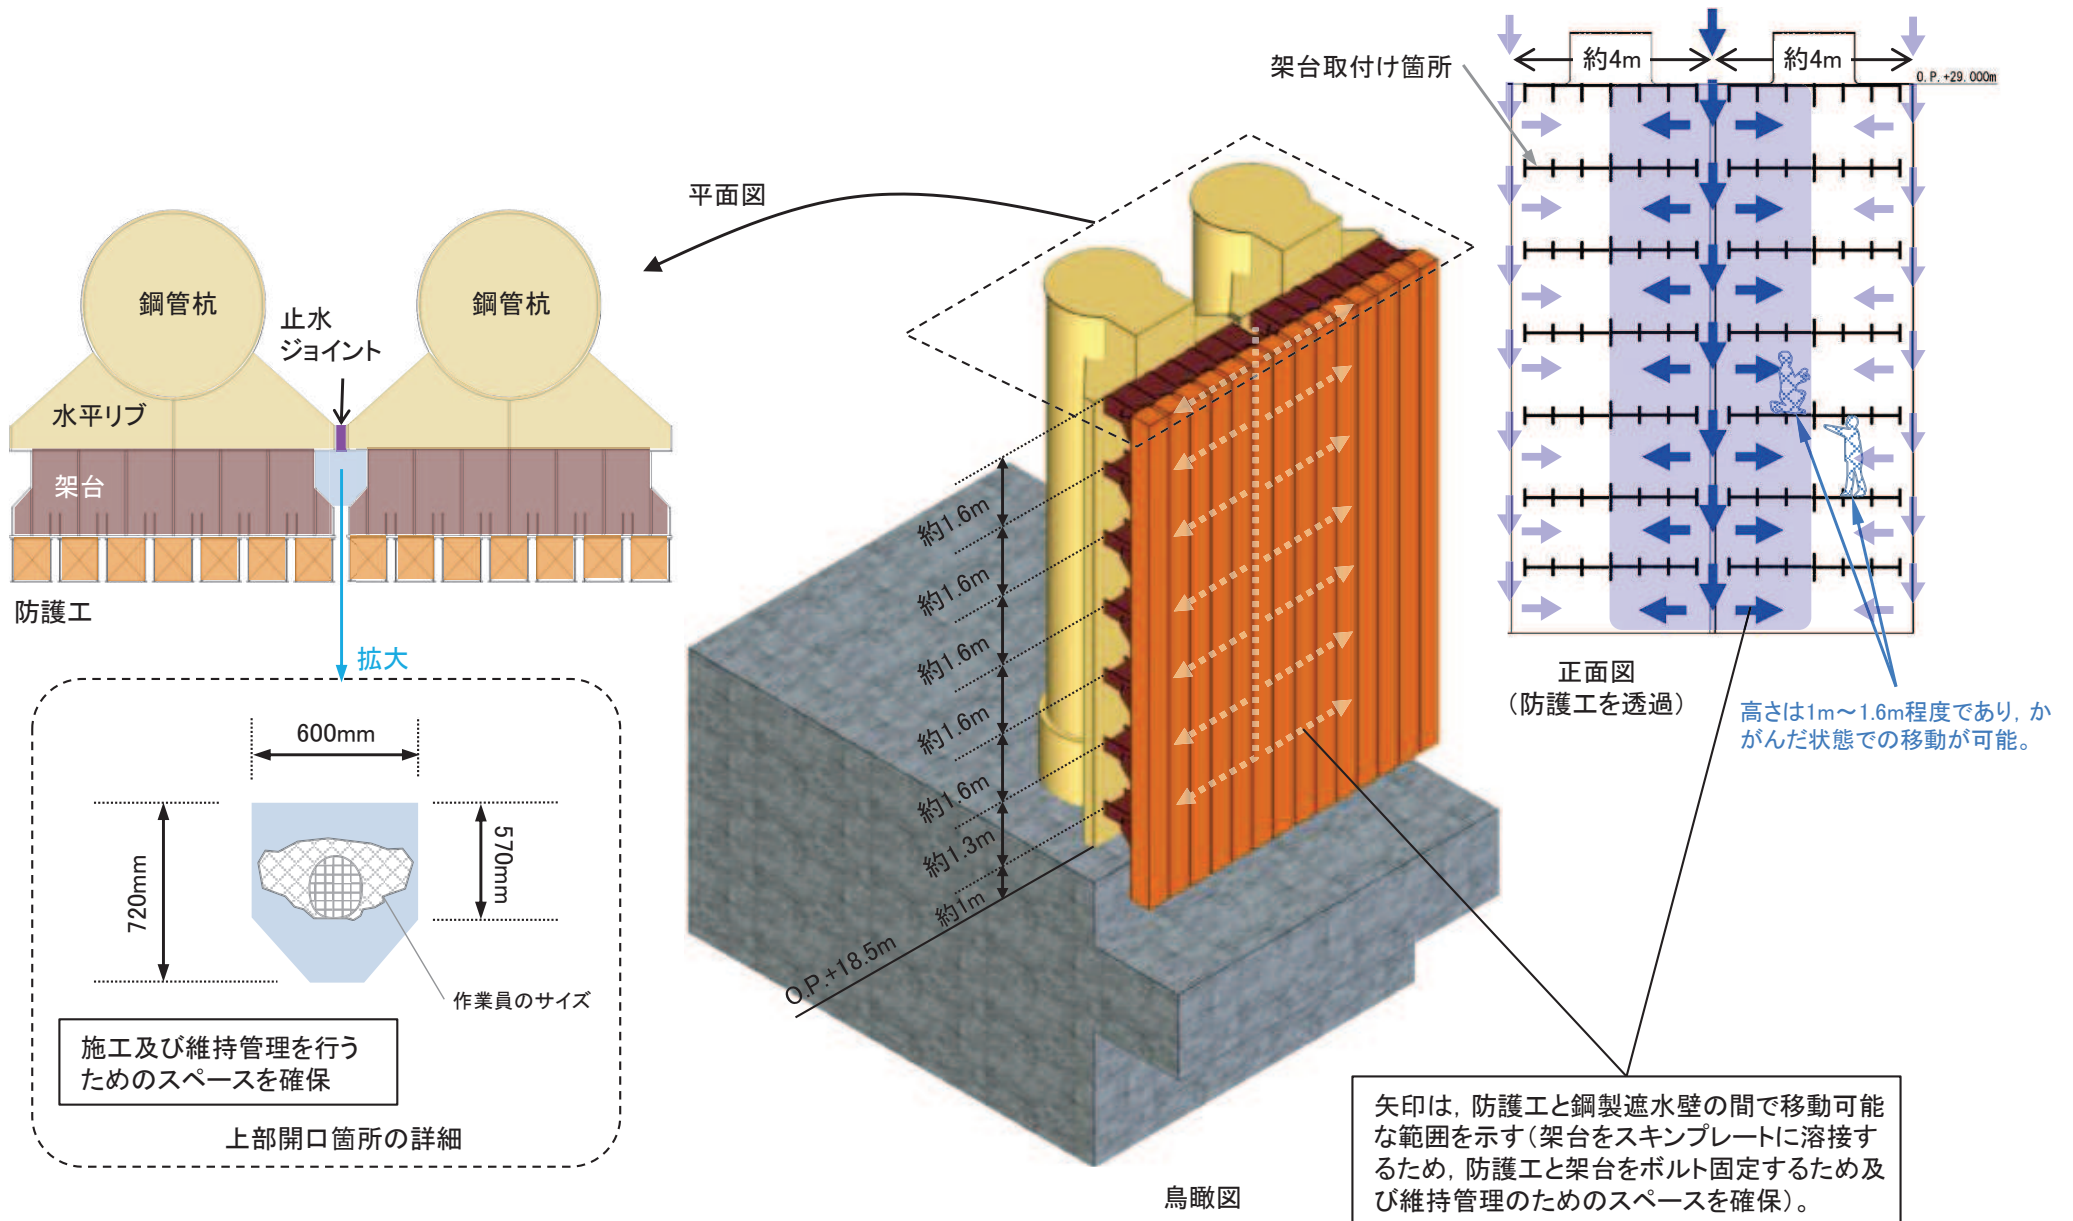 平面図
鋼管杭
鋼管杭
止水
ジョイント
水平リブ
架台
防護工
拡大
600mm
720mm
570mm
作業員のサイズ
施工及び維持管理を行う
ためのスペースを確保
上部開口箇所の詳細
約1.6m
約1.6m
約1.6m
約1.6m
約1.6m
約1.3m
約1m
O.P.+18.5m
鳥瞰図
架台取付け箇所
約4m
約4m
O.P.+29.000m
正面図
(防護工を透過)
高さは1m~1.6m程度であり,か
がんだ状態での移動が可能。
矢印は,防護工と鋼製遮水壁の間で移動可能
な範囲を示す(架台をスキンプレートに溶接す
るため,防護工と架台をボルト固定するため及
び維持管理のためのスペースを確保)。